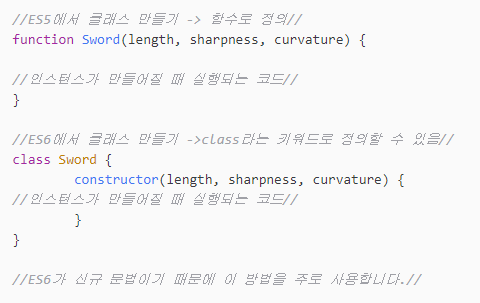 //ES5에서 클래스 만들기 -> 함수로 정의//
function Sword(length, sharpness, curvature) {
//인스턴스가 만들어질 때 실행되는 코드//
}
//ES6에서 클래스 만들기 ->class라는 키워드로 정의할 수 있음//
class Sword {
constructor(length, sharpness, curvature) {
//인스턴스가 만들어질 때 실행되는 코드//
}
}
//ES6가 신규 문법이기 때문에 이 방법을 주로 사용합니다.//